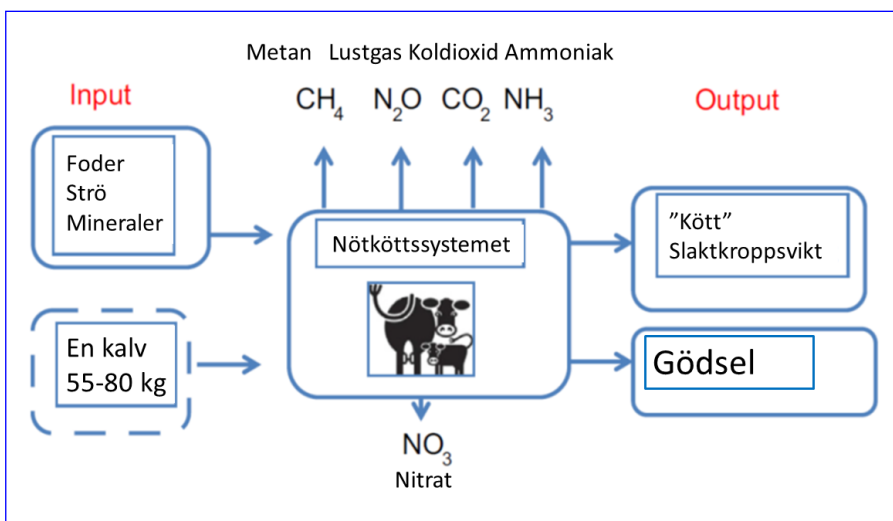 Metan Lustgas Koldioxid Ammoniak
Input
CH₄ N₂O CO₂ NH₃
Output
Foder
Strö
Mineraler
Nötköttssystemet
”Kött”
Slaktkroppsvikt
En kalv
55-80 kg
Gödsel
NO₃
Nitrat